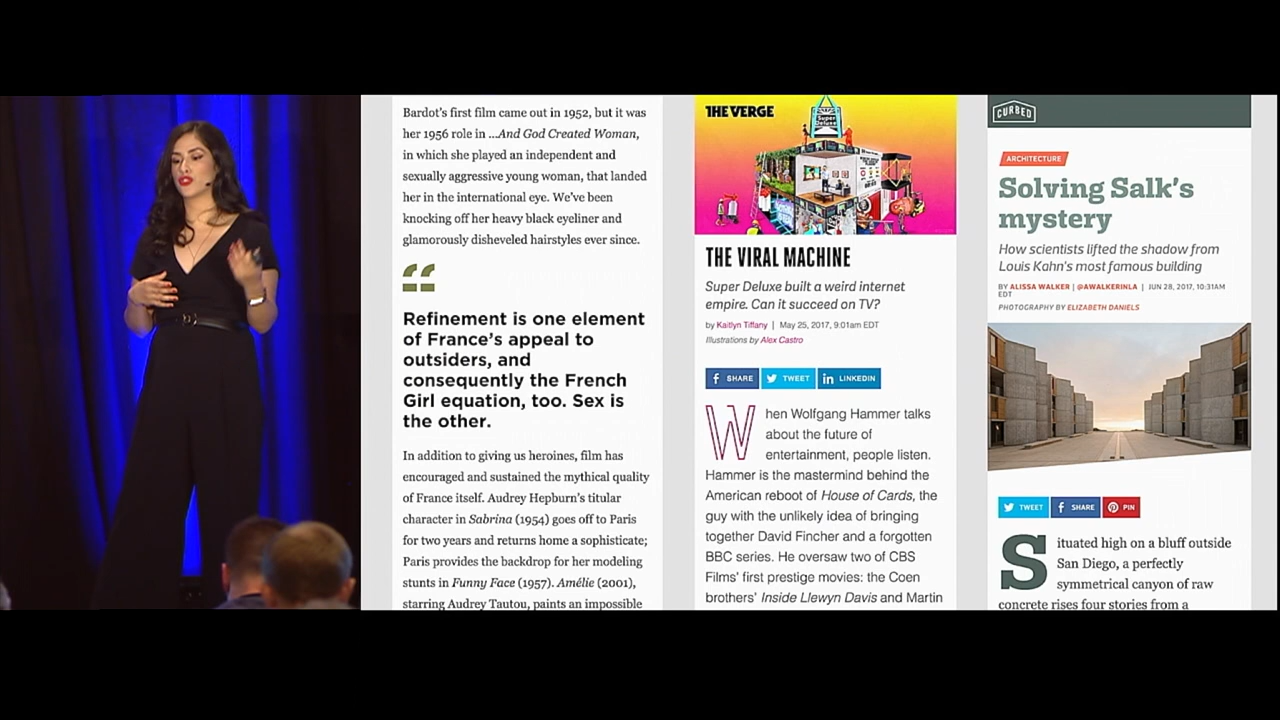 Bardot's first film came out in 1952, but it was
her 1956 role in ...And God Created Woman,
in which she played an independent and
sexually aggressive young woman, that landed
her in the international eye. We've been
knocking off her heavy black eyeliner and
glamorously disheveled hairstyles ever since.
Refinement is one element
of France's appeal to
outsiders, and
consequently the French
Girl equation, too. Sex is
the other.
In addition to giving us heroines, film has
encouraged and sustained the mythical quality
of France itself. Audrey Hepburn's titular
character in Sabrina (1954) goes off to Paris
for two years and returns home a sophisticate;
Paris provides the backdrop for her modeling
stunts in Funny Face (1957). Amélie (2001),
starring Audrey Tautou, paints an impossible
THE VERGE
Super
Deluxe
THE VIRAL MACHINE
Super Deluxe built a weird internet
empire. Can it succeed on TV?
by Kaitlyn Tiffany | May 25, 2017, 9:01am EDT
Illustrations by Alex Castro
SHARE TWEET LINKEDIN
When Wolfgang Hammer talks
about the future of
entertainment, people listen.
Hammer is the mastermind behind the
American reboot of House of Cards, the
guy with the unlikely idea of bringing
together David Fincher and a forgotten
BBC series. He oversaw two of CBS
Films' first prestige movies: the Coen
brothers' Inside Llewyn Davis and Martin
CURBED
ARCHITECTURE
Solving Salk's
mystery
How scientists lifted the shadow from
Louis Kahn's most famous building
BY ALISSA WALKER | @AWALKERINLA | JUN 28, 2017, 10:31AM
EDT
PHOTOGRAPHY BY ELIZABETH DANIELS
TWEET SHARE PIN
Situated high on a bluff outside
San Diego, a perfectly
symmetrical canyon of raw
concrete rises four stories from a